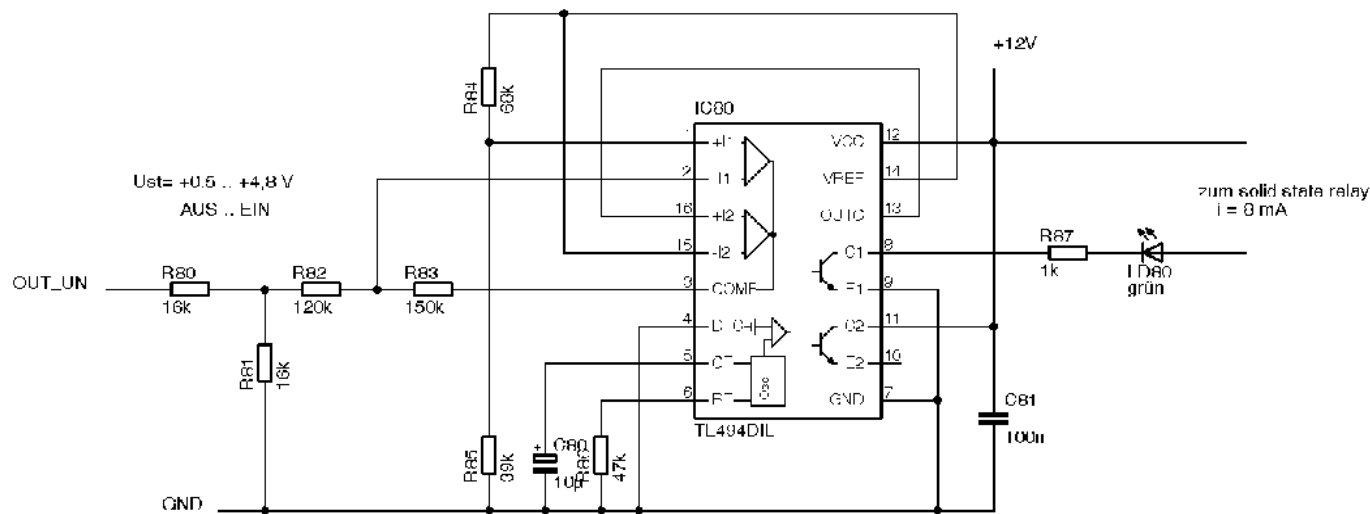 +12V
R84
68k
IC80
1
+I1
VCC
12
2
-I1
VREF
14
Ust= +0.5 .. +4,8 V
AUS .. EIN
16
+I2
OUTC
13
zum solid state relay
i = 8 mA
15
-I2
C1
8
R87
1k
LD80
grün
OUT_UN
R80
16k
R82
120k
R83
150k
3
COMP
E1
9
4
C2
11
R81
16k
5
CT
E2
10
Osc
6
RT
GND
7
C81
100n
TL494DIL
R85
39k
+
C80
10µ
47k
GND